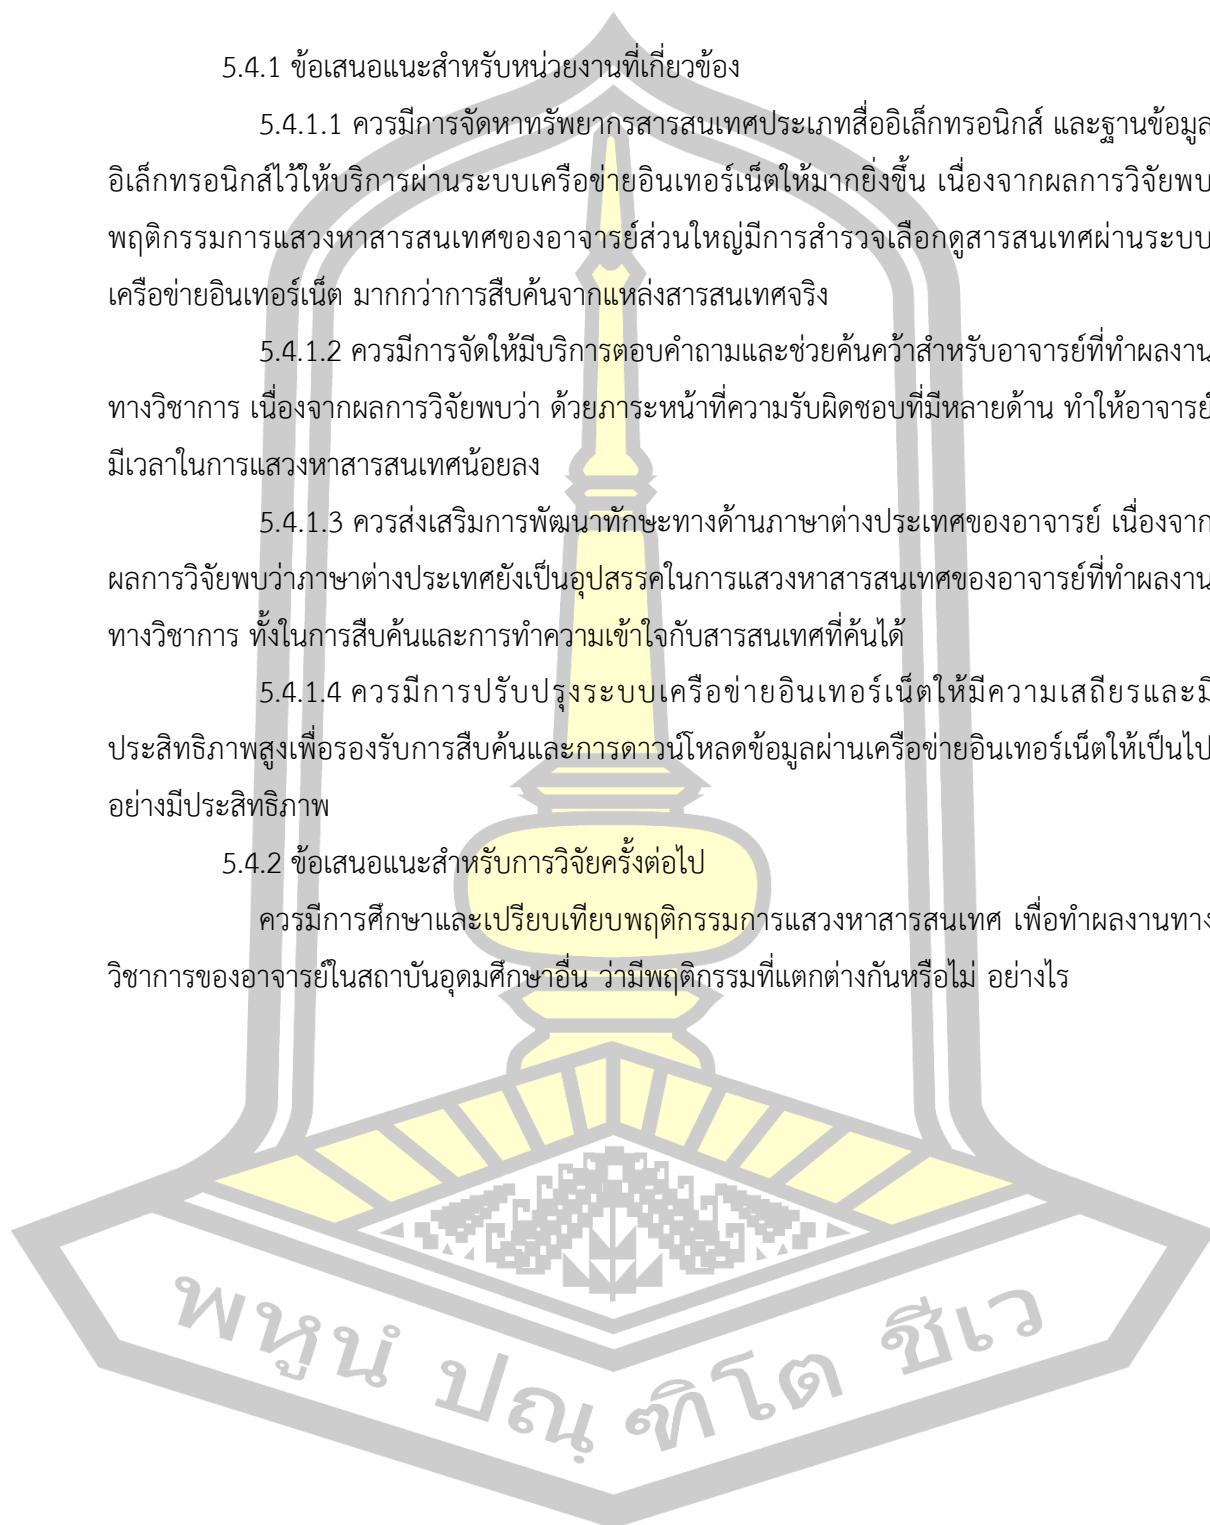 5.4.1 ข้อเสนอแนะสำหรับหน่วยงานที่เกี่ยวข้อง
5.4.1.1 ควรมีการจัดหาทรัพยากรสารสนเทศประเภทสื่ออิเล็กทรอนิกส์ และฐานข้อมูล
อิเล็กทรอนิกส์ไว้ให้บริการผ่านระบบเครือข่ายอินเทอร์เน็ตให้มากยิ่งขึ้น เนื่องจากผลการวิจัยพบ
พฤติกรรมการแสวงหาสารสนเทศของอาจารย์ส่วนใหญ่มีการสำรวจเลือกดูสารสนเทศผ่านระบบ
เครือข่ายอินเทอร์เน็ต มากกว่าการสืบค้นจากแหล่งสารสนเทศจริง
5.4.1.2 ควรมีการจัดให้มีบริการตอบคำถามและช่วยค้นคว้าสำหรับอาจารย์ที่ทำผลงาน
ทางวิชาการ เนื่องจากผลการวิจัยพบว่า ด้วยภาระหน้าที่ความรับผิดชอบที่มีหลายด้าน ทำให้อาจารย์
มีเวลาในการแสวงหาสารสนเทศน้อยลง
5.4.1.3 ควรส่งเสริมการพัฒนาทักษะทางด้านภาษาต่างประเทศของอาจารย์ เนื่องจาก
ผลการวิจัยพบว่าภาษาต่างประเทศยังเป็นอุปสรรคในการแสวงหาสารสนเทศของอาจารย์ที่ทำผลงาน
ทางวิชาการ ทั้งในการสืบค้นและการทำความเข้าใจกับสารสนเทศที่ค้นได้
5.4.1.4 ควรมีการปรับปรุงระบบเครือข่ายอินเทอร์เน็ตให้มีความเสถียรและมี
ประสิทธิภาพสูงเพื่อรองรับการสืบค้นและการดาวน์โหลดข้อมูลผ่านเครือข่ายอินเทอร์เน็ตให้เป็นไป
อย่างมีประสิทธิภาพ
5.4.2 ข้อเสนอแนะสำหรับการวิจัยครั้งต่อไป
ควรมีการศึกษาและเปรียบเทียบพฤติกรรมการแสวงหาสารสนเทศ เพื่อทำผลงานทาง
วิชาการของอาจารย์ในสถาบันอุดมศึกษาอื่น ว่ามีพฤติกรรมที่แตกต่างกันหรือไม่ อย่างไร
พหูนํ ปณฺฑิโต ชีเว